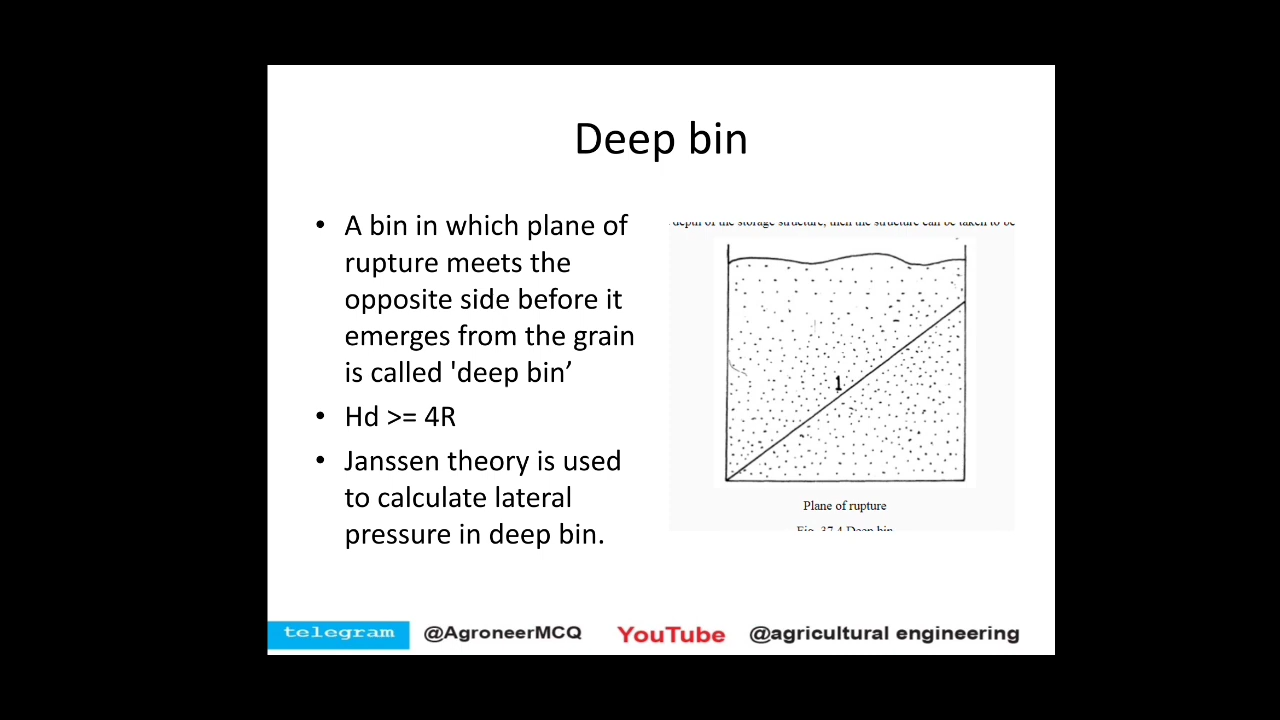 Deep bin
• A bin in which plane of
rupture meets the
opposite side before it
emerges from the grain
is called 'deep bin’
• Hd >= 4R
• Janssen theory is used
to calculate lateral
pressure in deep bin.
depth of the storage structure, then the structure can be taken to be
1
Plane of rupture
Fig. 37.4 Deep bin
telegram @AgroneerMCQ YouTube @agricultural engineering